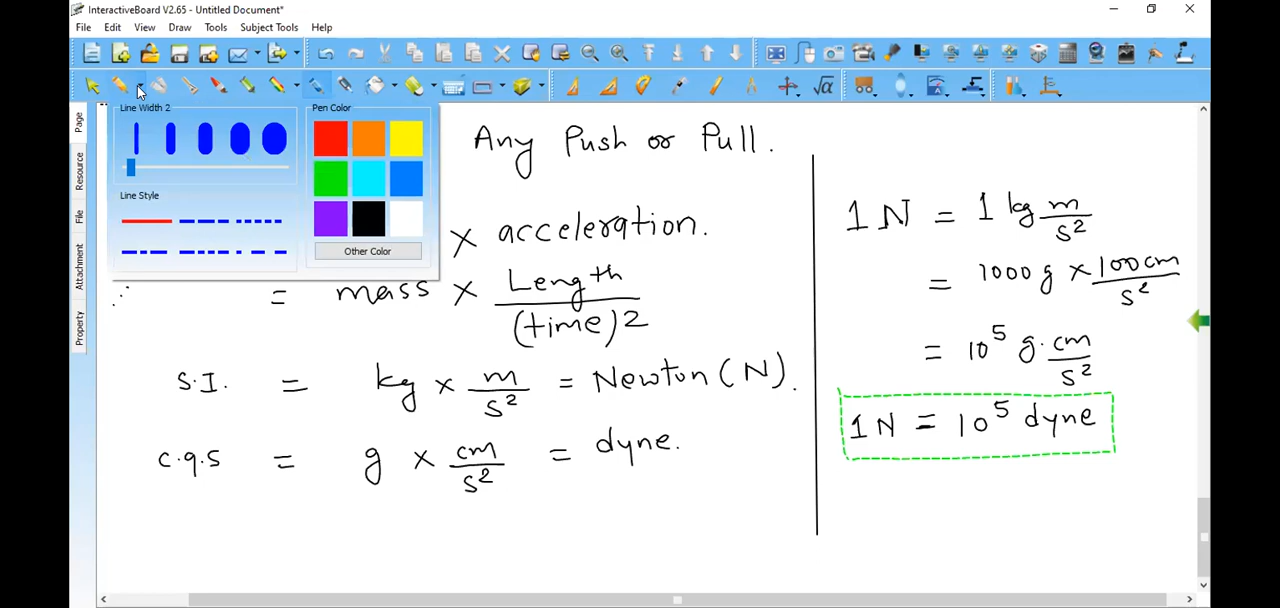 InteractiveBoard V2.65 - Untitled Document*
File Edit View Draw Tools Subject Tools Help
Page
Resource
File
Attachment
Property
Line Width 2
Line Style
Pen Color
Other Color
Any Push or Pull.
× acceleration.
∴ = mass × Length / (time)2
S.I. = kg × m/s² = Newton (N).
c.g.s = g × cm/s² = dyne.
1 N = 1 kg m/s²
= 1000 g × 100 cm/s²
= 10⁵ g. cm/s²
1 N = 10⁵ dyne